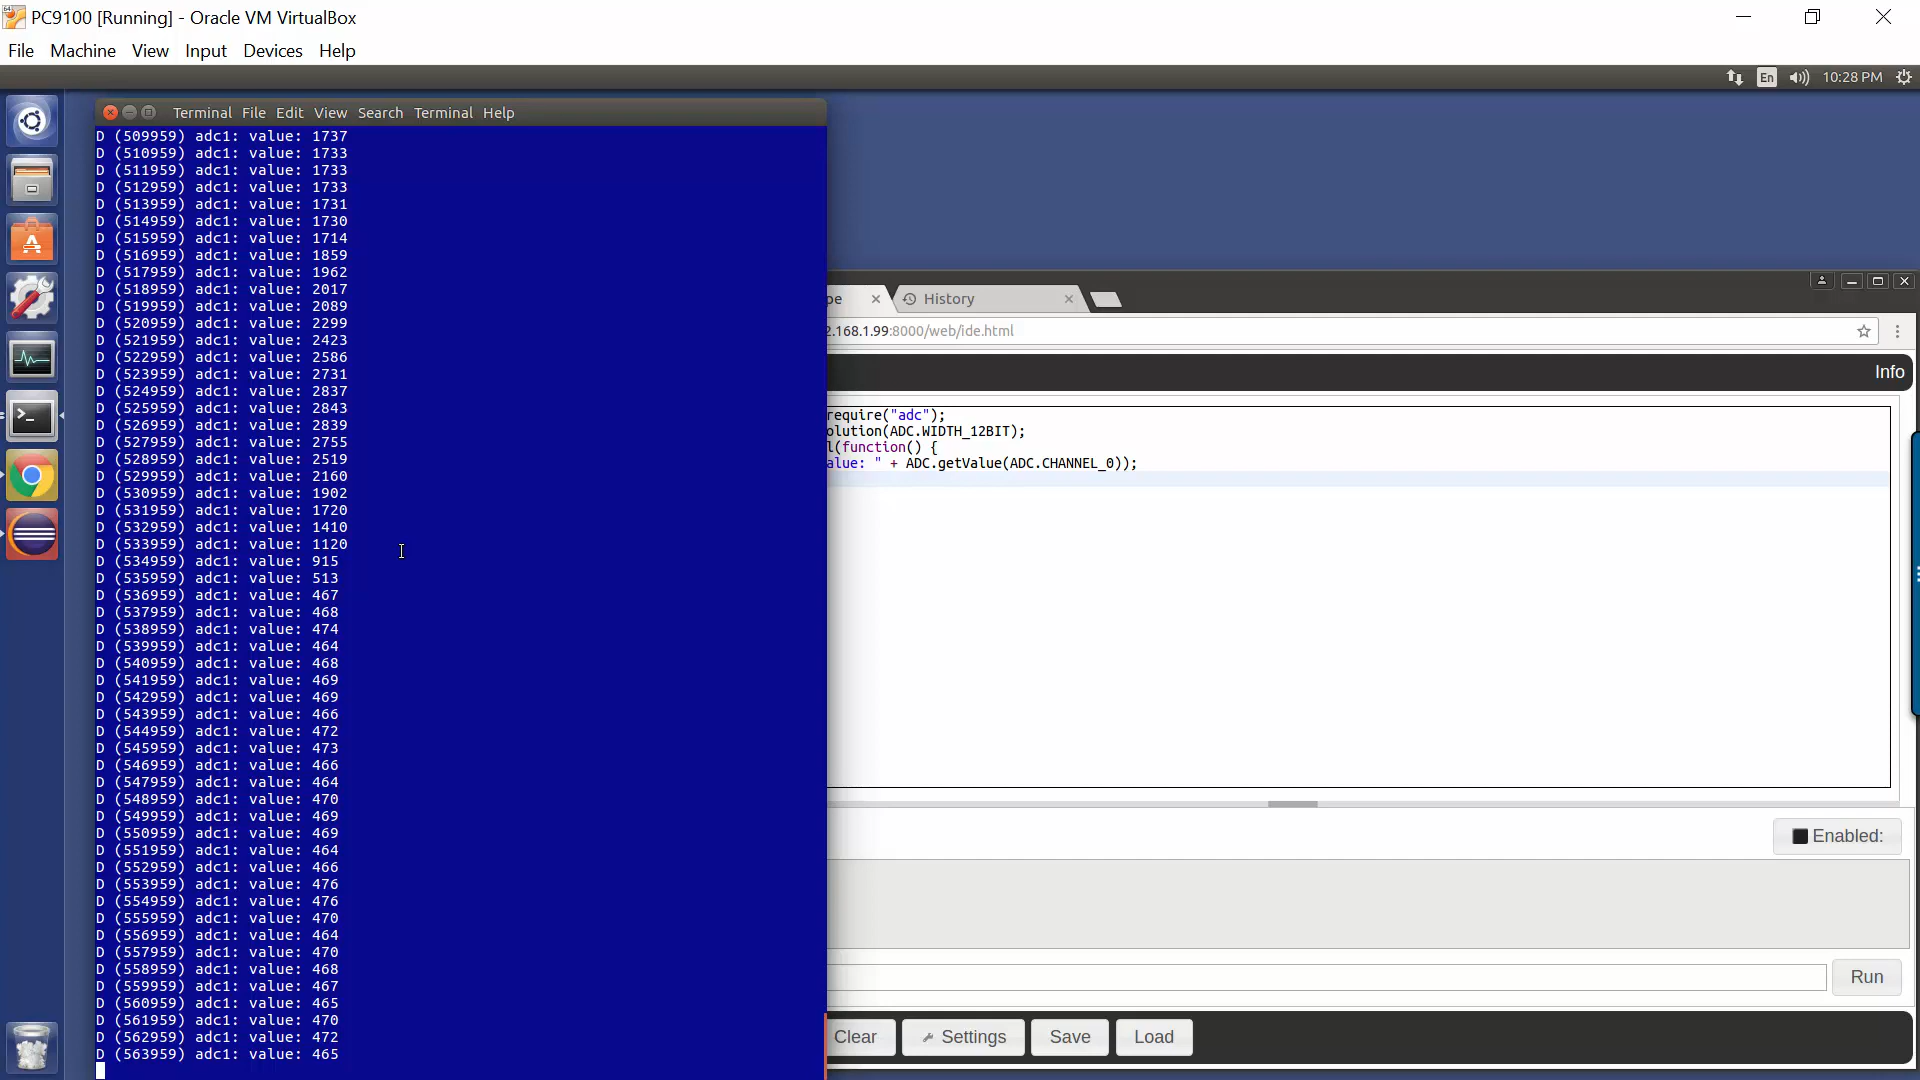 PC9100 [Running] - Oracle VM VirtualBox
File Machine View Input Devices Help
En 10:28 PM
Terminal File Edit View Search Terminal Help
D (509959) adc1: value: 1737
D (510959) adc1: value: 1733
D (511959) adc1: value: 1733
D (512959) adc1: value: 1733
D (513959) adc1: value: 1731
D (514959) adc1: value: 1730
D (515959) adc1: value: 1714
D (516959) adc1: value: 1859
D (517959) adc1: value: 1962
D (518959) adc1: value: 2017
D (519959) adc1: value: 2089
D (520959) adc1: value: 2299
D (521959) adc1: value: 2423
D (522959) adc1: value: 2586
D (523959) adc1: value: 2731
D (524959) adc1: value: 2837
D (525959) adc1: value: 2843
D (526959) adc1: value: 2839
D (527959) adc1: value: 2755
D (528959) adc1: value: 2519
D (529959) adc1: value: 2160
D (530959) adc1: value: 1902
D (531959) adc1: value: 1720
D (532959) adc1: value: 1410
D (533959) adc1: value: 1120
D (534959) adc1: value: 915
D (535959) adc1: value: 513
D (536959) adc1: value: 467
D (537959) adc1: value: 468
D (538959) adc1: value: 474
D (539959) adc1: value: 464
D (540959) adc1: value: 468
D (541959) adc1: value: 469
D (542959) adc1: value: 469
D (543959) adc1: value: 466
D (544959) adc1: value: 472
D (545959) adc1: value: 473
D (546959) adc1: value: 466
D (547959) adc1: value: 464
D (548959) adc1: value: 470
D (549959) adc1: value: 469
D (550959) adc1: value: 469
D (551959) adc1: value: 464
D (552959) adc1: value: 466
D (553959) adc1: value: 476
D (554959) adc1: value: 476
D (555959) adc1: value: 470
D (556959) adc1: value: 464
D (557959) adc1: value: 470
D (558959) adc1: value: 468
D (559959) adc1: value: 467
D (560959) adc1: value: 465
D (561959) adc1: value: 470
D (562959) adc1: value: 472
D (563959) adc1: value: 465
pe History
2.168.1.99:8000/web/ide.html
Info
require("adc");
olution(ADC.WIDTH_12BIT);
l(function() {
alue: " + ADC.getValue(ADC.CHANNEL_0));
Enabled:
Run
Clear Settings Save Load